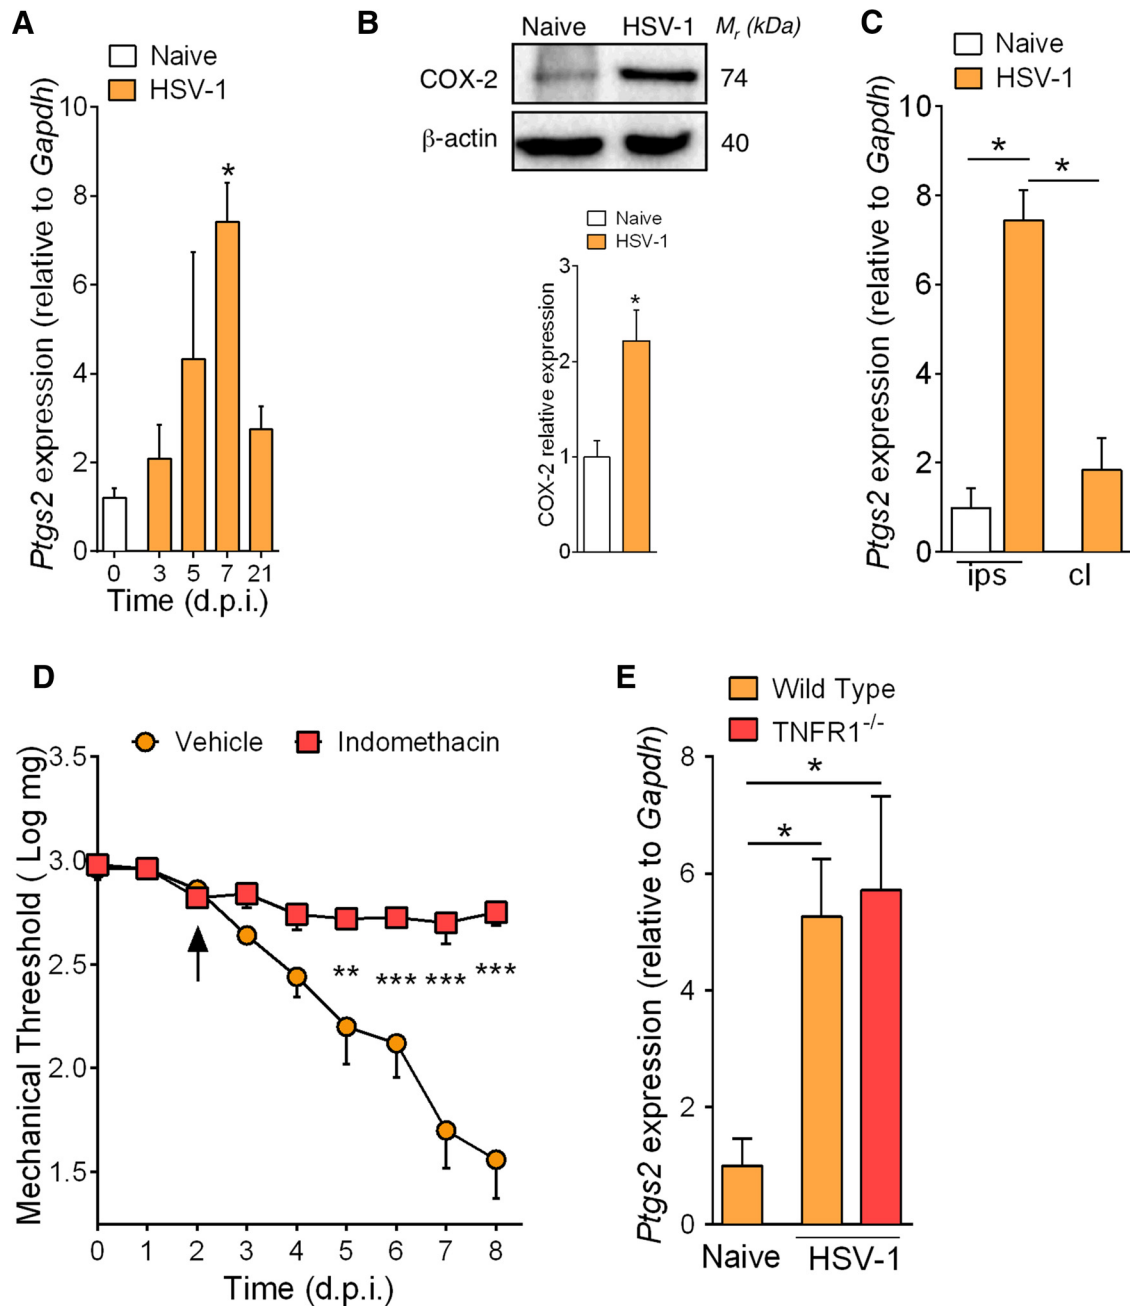 A
Naive
HSV-1
Ptgs2 expression (relative to Gapdh)
10
8
6
4
2
0
*
0 3 5 7 21
Time (d.p.i.)
B
Naive HSV-1 Mr (kDa)
COX-2 74
β-actin 40
Naive
HSV-1
COX-2 relative expression
3
2
1
0
*
C
Naive
HSV-1
Ptgs2 expression (relative to Gapdh)
10
8
6
4
2
0
*
*
ips cl
D
Vehicle Indomethacin
Mechanical Threeshold ( Log mg)
3.5
3.0
2.5
2.0
1.5
** *** *** ***
0 1 2 3 4 5 6 7 8
Time (d.p.i.)
E
Wild Type
TNFR1-/-
Ptgs2 expression (relative to Gapdh)
8
6
4
2
0
*
*
Naive HSV-1